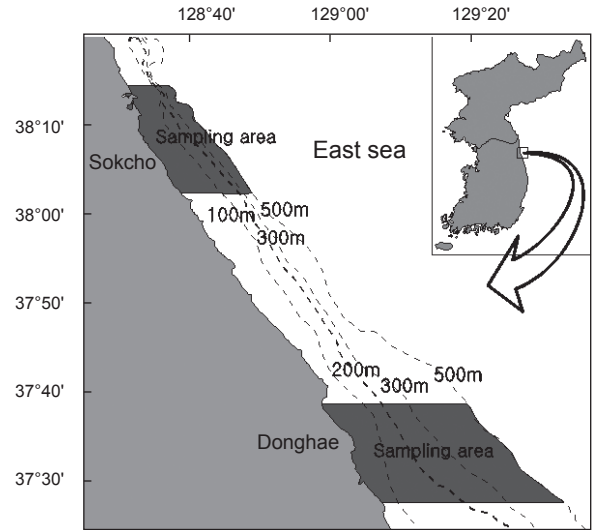 128°40' 129°00' 129°20'
38°10'
Sampling area
East sea
Sokcho
38°00'
100m 500m
300m
37°50'
200m 300m 500m
37°40'
Donghae
Sampling area
37°30'